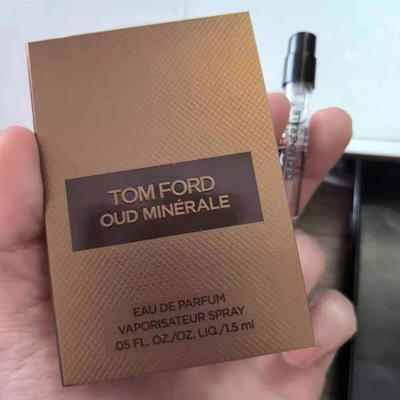 TOM FORD
OUD MINÉRALE
EAU DE PARFUM
VAPORISATEUR SPRAY
.05 FL. OZ./OZ. LIQ./1.5 ml